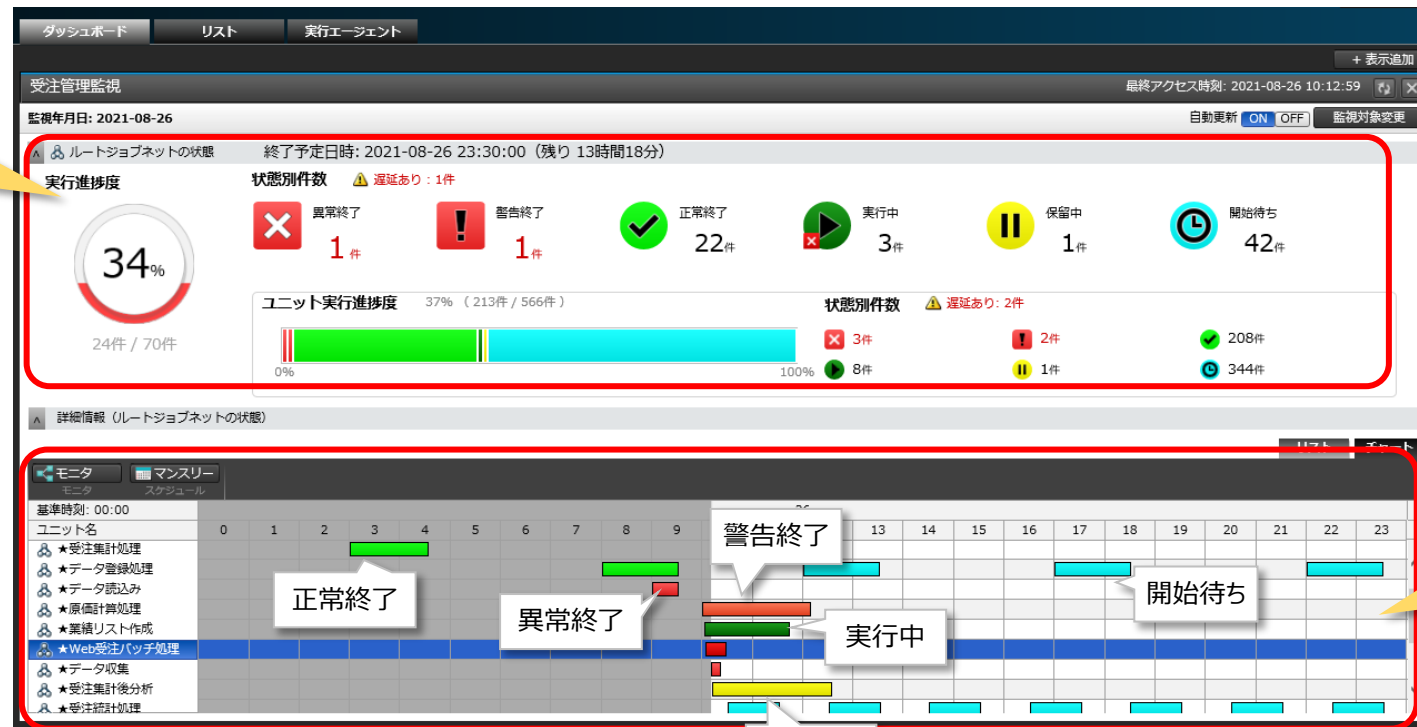 ダッシュボード リスト 実行エージェント
+ 表示追加
受注管理監視 最終アクセス時刻: 2021-08-26 10:12:59
監視年月日: 2021-08-26 自動更新 ON OFF 監視対象変更
ルートジョブネットの状態 終了予定日時: 2021-08-26 23:30:00（残り 13時間18分）
実行進捗度 状態別件数 遅延あり：1件
異常終了 警告終了 正常終了 実行中 保留中 開始待ち
1件 1件 22件 3件 1件 42件
34%
24件 / 70件
ユニット実行進捗度 37% （ 213件 / 566件 ） 状態別件数 遅延あり: 2件
3件 2件 208件
0% 100% 8件 1件 344件
詳細情報（ルートジョブネットの状態）
リスト チャート
モニタ マンスリー
モニタ スケジュール
基準時刻: 00:00 26
ユニット名 0 1 2 3 4 5 6 7 8 9 13 14 15 16 17 18 19 20 21 22 23
★受注集計処理
★データ登録処理
★データ読込み
★原価計算処理
★業績リスト作成
★Web受注バッチ処理
★データ収集
★受注集計後分析
★受注統計処理
警告終了
正常終了
異常終了
開始待ち
実行中